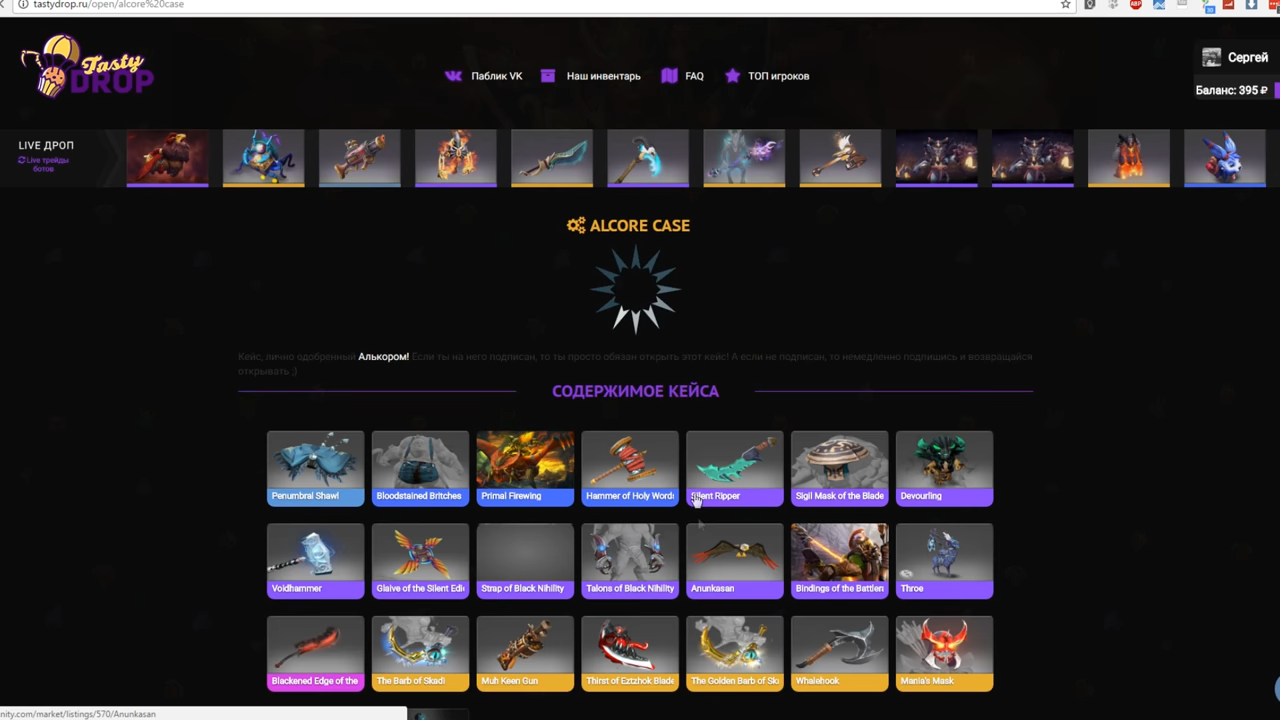 tastydrop.ru/open/alcore%20case
Tasty
DROP
Паблик VK
Наш инвентарь
FAQ
ТОП игроков
Сергей
Баланс: 395 ₽
LIVE ДРОП
Live трейды
ботов
ALCORE CASE
Кейс, лично одобренный Алькором! Если ты на него подписан, то ты просто обязан открыть этот кейс! А если не подписан, то немедленно подпишись и возвращайся
открывать ;)
СОДЕРЖИМОЕ КЕЙСА
Penumbral Shawl
Bloodstained Britches
Primal Firewing
Hammer of Holy Words
Silent Ripper
Sigil Mask of the Blade
Devourling
Voidhammer
Glaive of the Silent Edi
Strap of Black Nihility
Talons of Black Nihility
Anunkasan
Bindings of the Battler
Throe
Blackened Edge of the
The Barb of Skadi
Muh Keen Gun
Thirst of Eztzhok Blade
The Golden Barb of Sk
Whalehook
Mania's Mask
nity.com/market/listings/570/Anunkasan